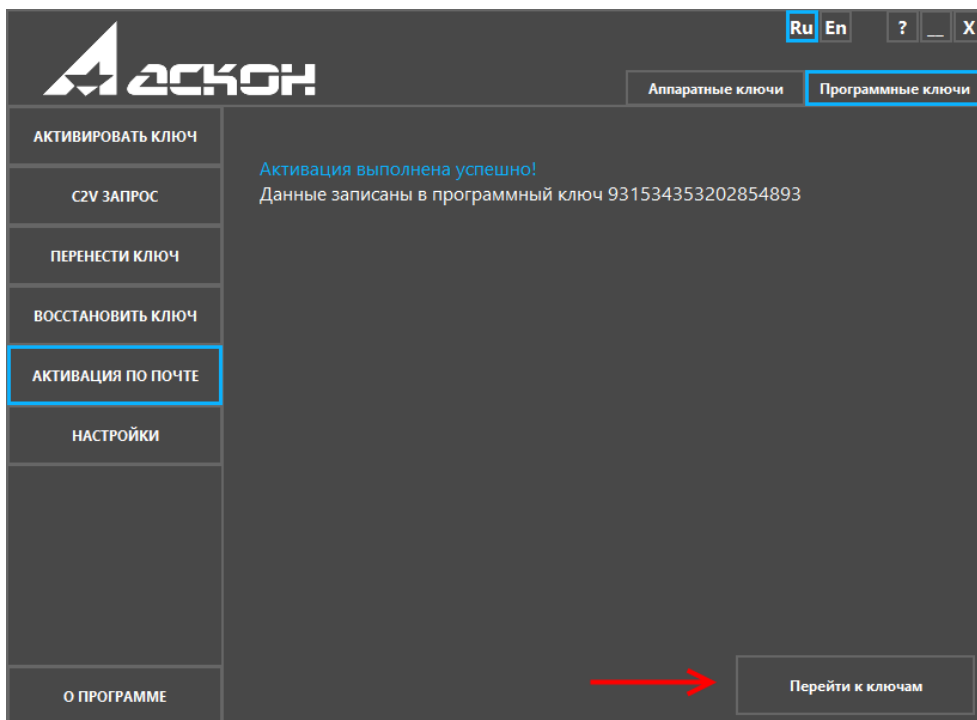 Ru En ? __ X
АСКОН
Аппаратные ключи Программные ключи
АКТИВИРОВАТЬ КЛЮЧ
C2V ЗАПРОС
ПЕРЕНЕСТИ КЛЮЧ
ВОССТАНОВИТЬ КЛЮЧ
АКТИВАЦИЯ ПО ПОЧТЕ
НАСТРОЙКИ
О ПРОГРАММЕ
Активация выполнена успешно!
Данные записаны в программный ключ 931534353202854893
Перейти к ключам